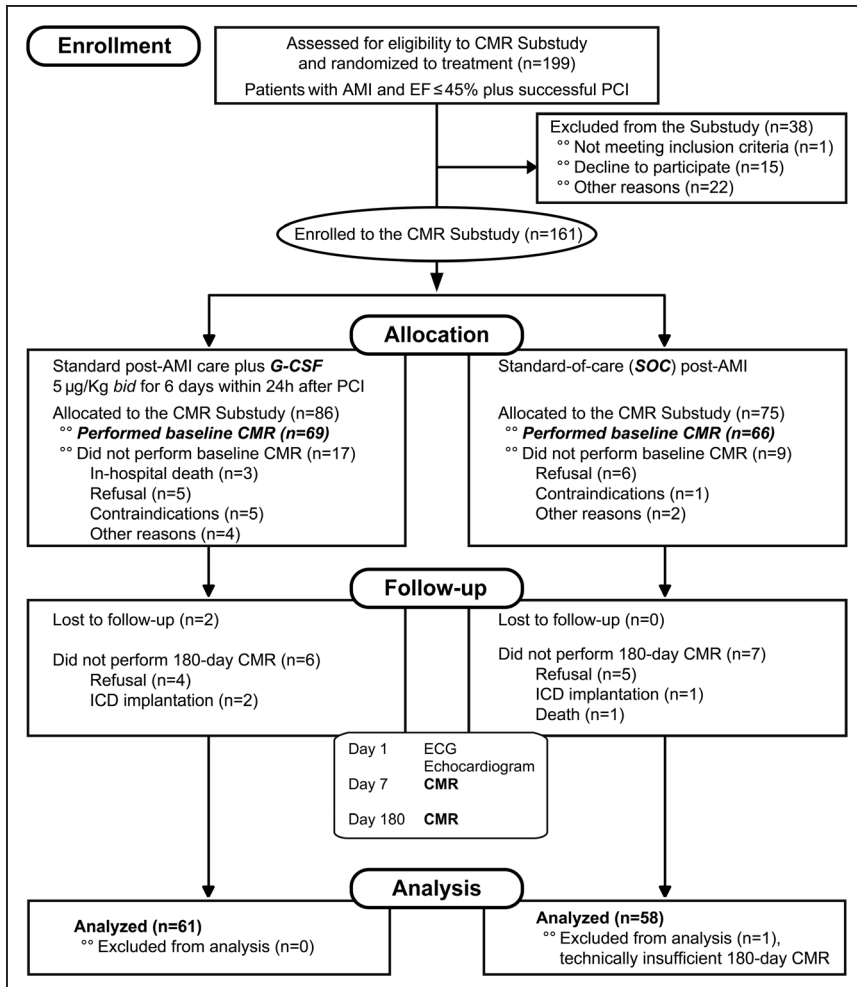 Enrollment
Assessed for eligibility to CMR Substudy
and randomized to treatment (n=199)
Patients with AMI and EF ≤ 45% plus successful PCI
Excluded from the Substudy (n=38)
°° Not meeting inclusion criteria (n=1)
°° Decline to participate (n=15)
°° Other reasons (n=22)
Enrolled to the CMR Substudy (n=161)
Allocation
Standard post-AMI care plus G-CSF
5 µg/Kg bid for 6 days within 24h after PCI
Allocated to the CMR Substudy (n=86)
°° Performed baseline CMR (n=69)
°° Did not perform baseline CMR (n=17)
In-hospital death (n=3)
Refusal (n=5)
Contraindications (n=5)
Other reasons (n=4)
Standard-of-care (SOC) post-AMI
Allocated to the CMR Substudy (n=75)
°° Performed baseline CMR (n=66)
°° Did not perform baseline CMR (n=9)
Refusal (n=6)
Contraindications (n=1)
Other reasons (n=2)
Follow-up
Lost to follow-up (n=2)
Did not perform 180-day CMR (n=6)
Refusal (n=4)
ICD implantation (n=2)
Lost to follow-up (n=0)
Did not perform 180-day CMR (n=7)
Refusal (n=5)
ICD implantation (n=1)
Death (n=1)
Day 1 ECG
Echocardiogram
Day 7 CMR
Day 180 CMR
Analysis
Analyzed (n=61)
°° Excluded from analysis (n=0)
Analyzed (n=58)
°° Excluded from analysis (n=1),
technically insufficient 180-day CMR